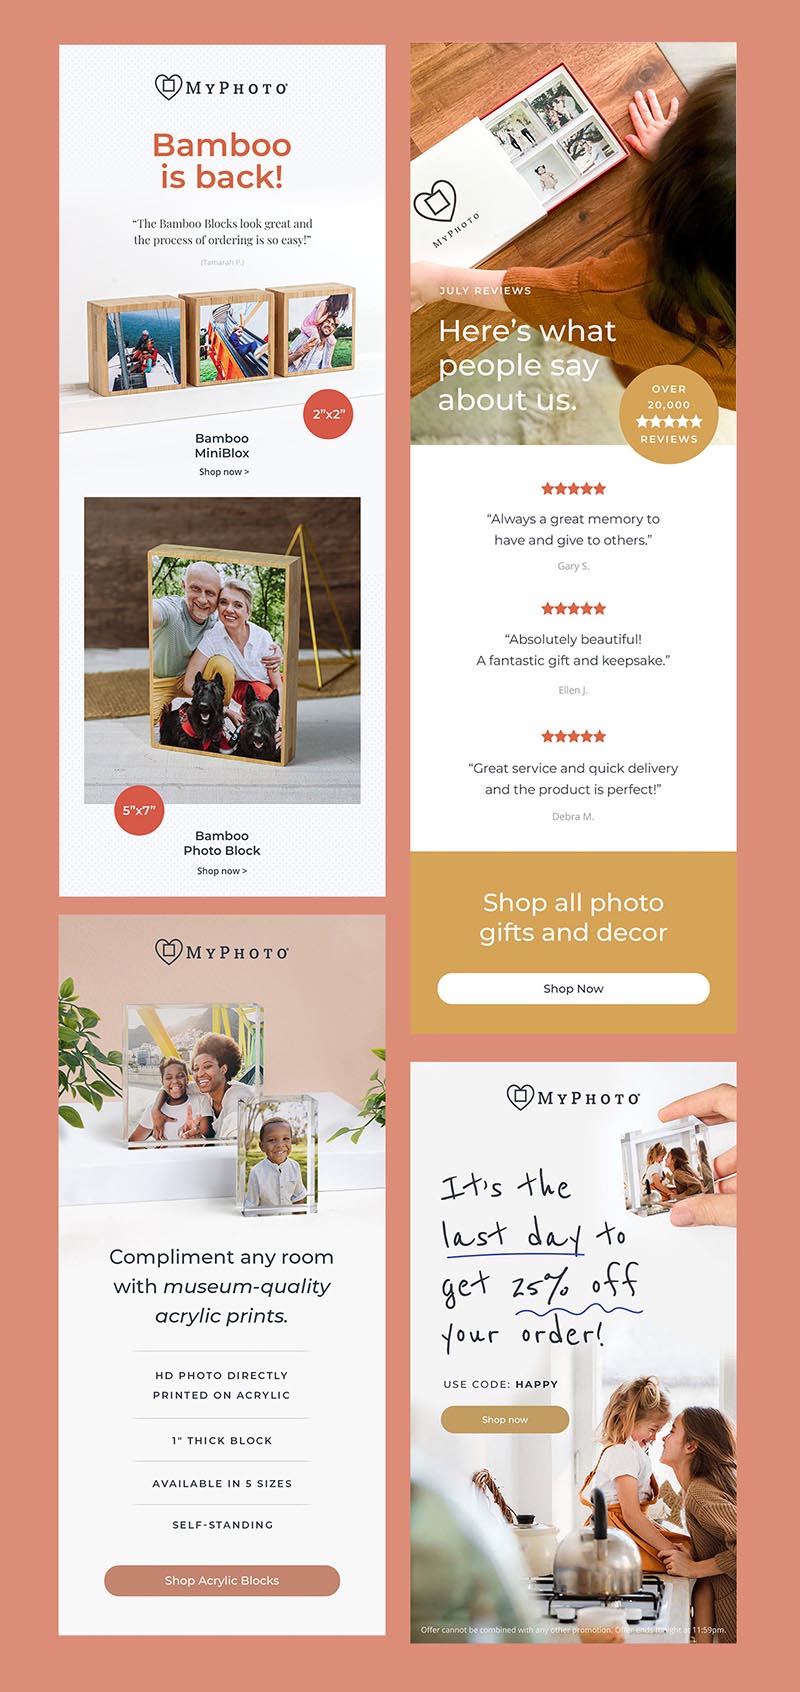 MYPHOTO
Bamboo
is back!
“The Bamboo Blocks look great and
the process of ordering is so easy!”
(Tamarah P.)
2”x2”
Bamboo
MiniBlox
Shop now >
5”x7”
Bamboo
Photo Block
Shop now >
MYPHOTO
JULY REVIEWS
Here’s what
people say
about us.
OVER
20,000
REVIEWS
“Always a great memory to
have and give to others.”
Gary S.
“Absolutely beautiful!
A fantastic gift and keepsake.”
Ellen J.
“Great service and quick delivery
and the product is perfect!”
Debra M.
Shop all photo
gifts and decor
Shop Now
MYPHOTO
Compliment any room
with museum-quality
acrylic prints.
HD PHOTO DIRECTLY
PRINTED ON ACRYLIC
1" THICK BLOCK
AVAILABLE IN 5 SIZES
SELF-STANDING
Shop Acrylic Blocks
MYPHOTO
It's the
last day to
get 25% off
your order!
USE CODE: HAPPY
Shop now
Offer cannot be combined with any other promotion. Offer ends tonight at 11:59pm.